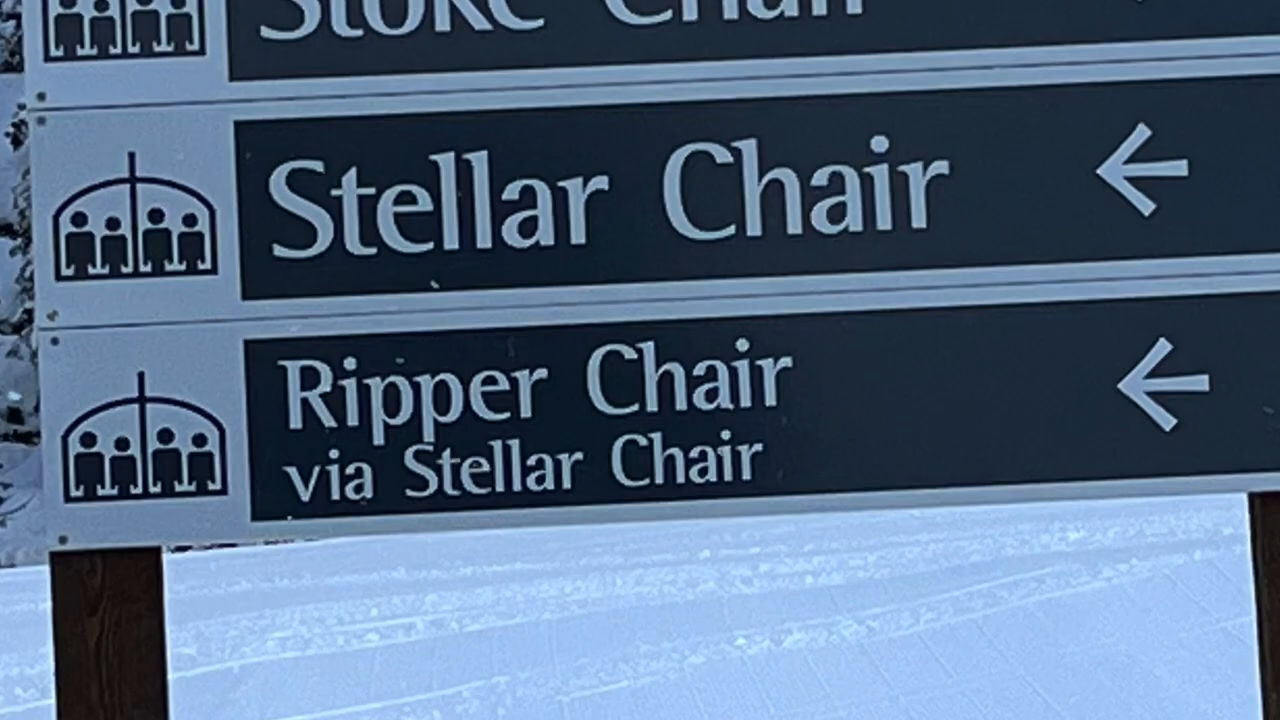 Stoke Chair
Stellar Chair
←
Ripper Chair
via Stellar Chair
←